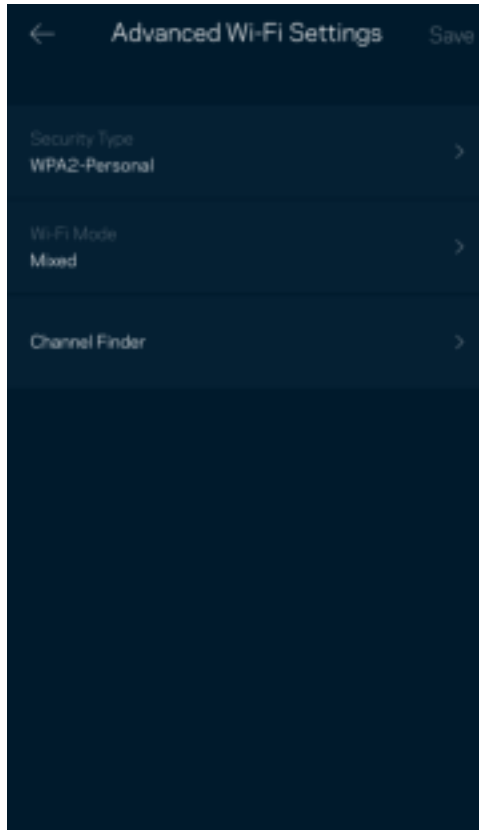 Advanced Wi-Fi Settings Save
Security Type
WPA2-Personal
Wi-Fi Mode
Mixed
Channel Finder